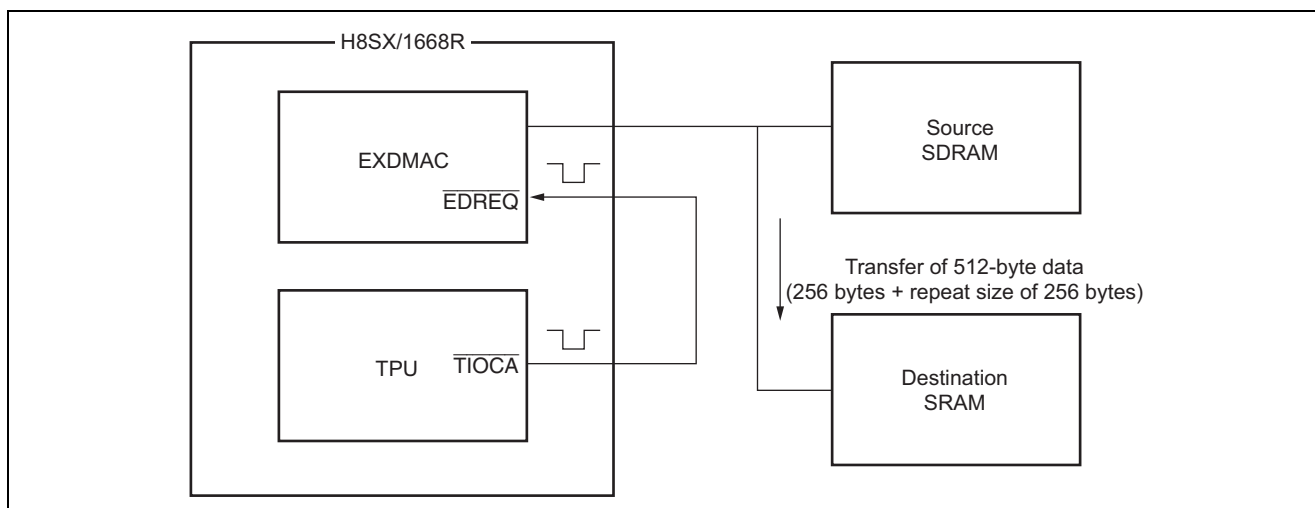 H8SX/1668R
EXDMAC
EDREQ
TPU
TIOCA
Source
SDRAM
Transfer of 512-byte data
(256 bytes + repeat size of 256 bytes)
Destination
SRAM